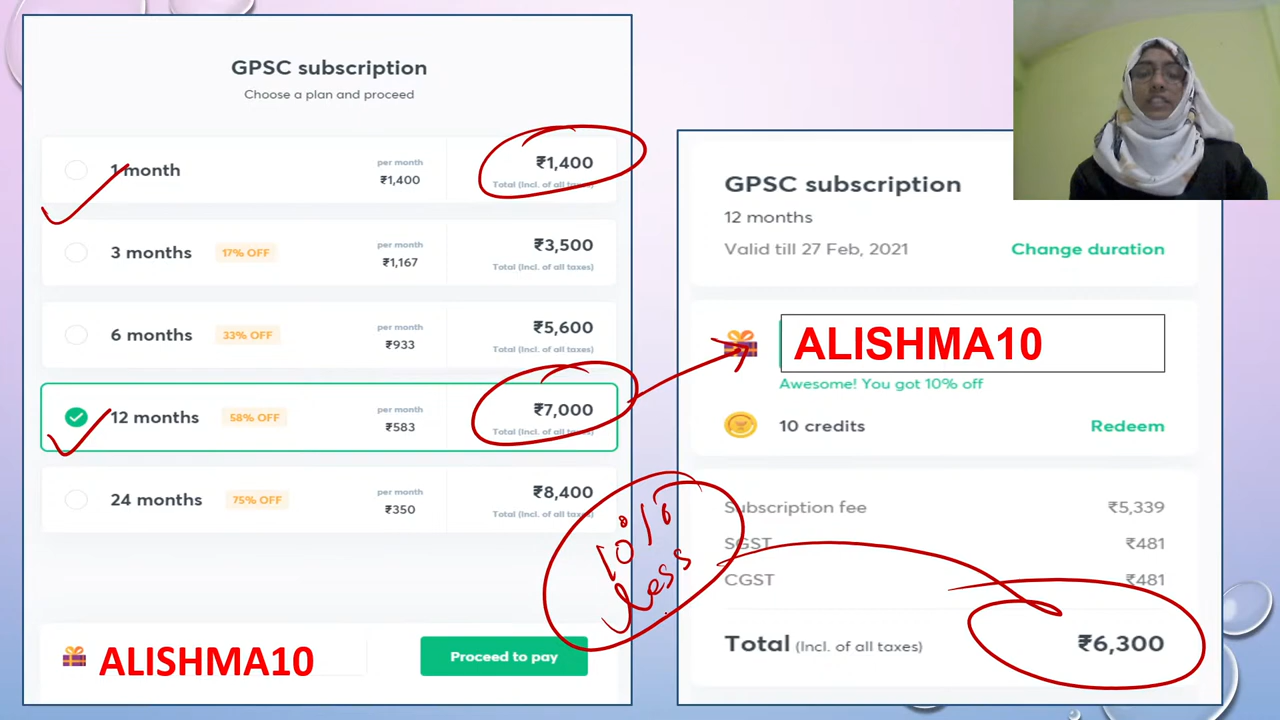 GPSC subscription
Choose a plan and proceed
1 month per month ₹1,400 ₹1,400 Total (Incl. of all taxes)
3 months 17% OFF per month ₹1,167 ₹3,500 Total (Incl. of all taxes)
6 months 33% OFF per month ₹933 ₹5,600 Total (Incl. of all taxes)
12 months 58% OFF per month ₹583 ₹7,000 Total (Incl. of all taxes)
24 months 75% OFF per month ₹350 ₹8,400 Total (Incl. of all taxes)
ALISHMA10 Proceed to pay
10% less
GPSC subscription
12 months
Valid till 27 Feb, 2021 Change duration
ALISHMA10
Awesome! You got 10% off
10 credits Redeem
Subscription fee ₹5,339
SGST ₹481
CGST ₹481
Total (Incl. of all taxes) ₹6,300